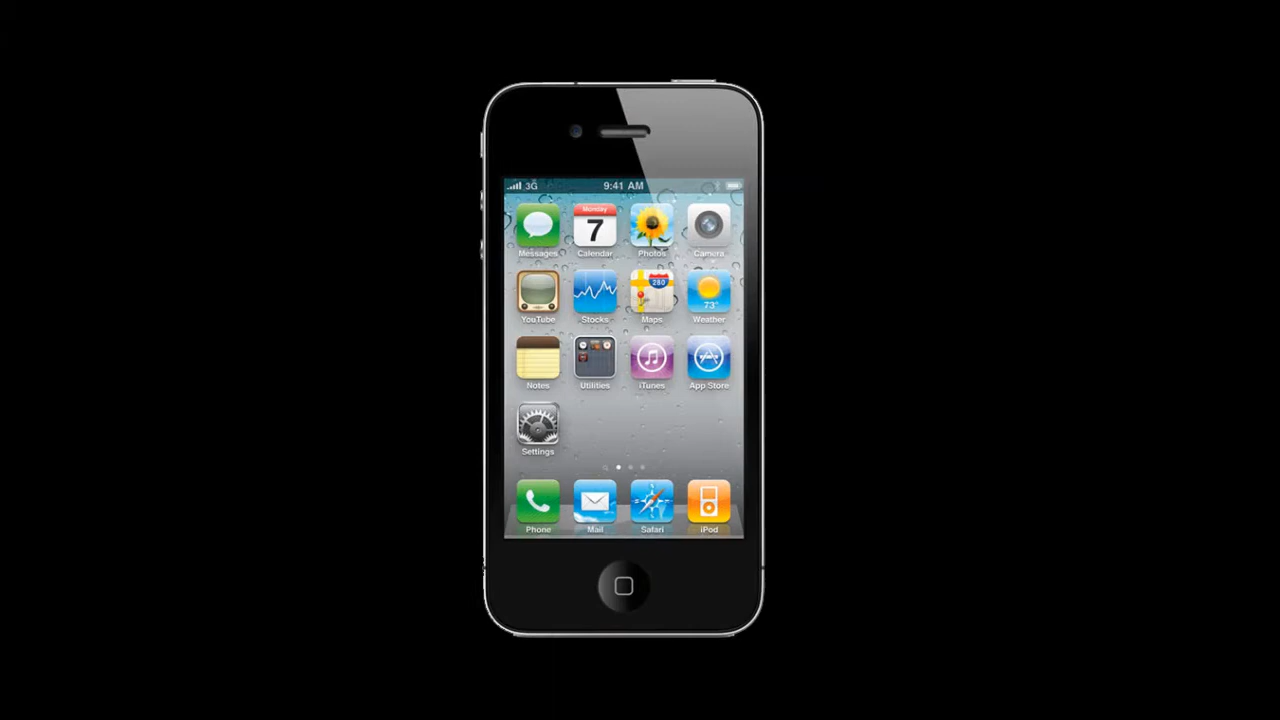 3G 9:41 AM
Monday
7
Messages Calendar Photos Camera
280
73°
YouTube Stocks Maps Weather
Notes Utilities iTunes App Store
Settings
Phone Mail Safari iPod